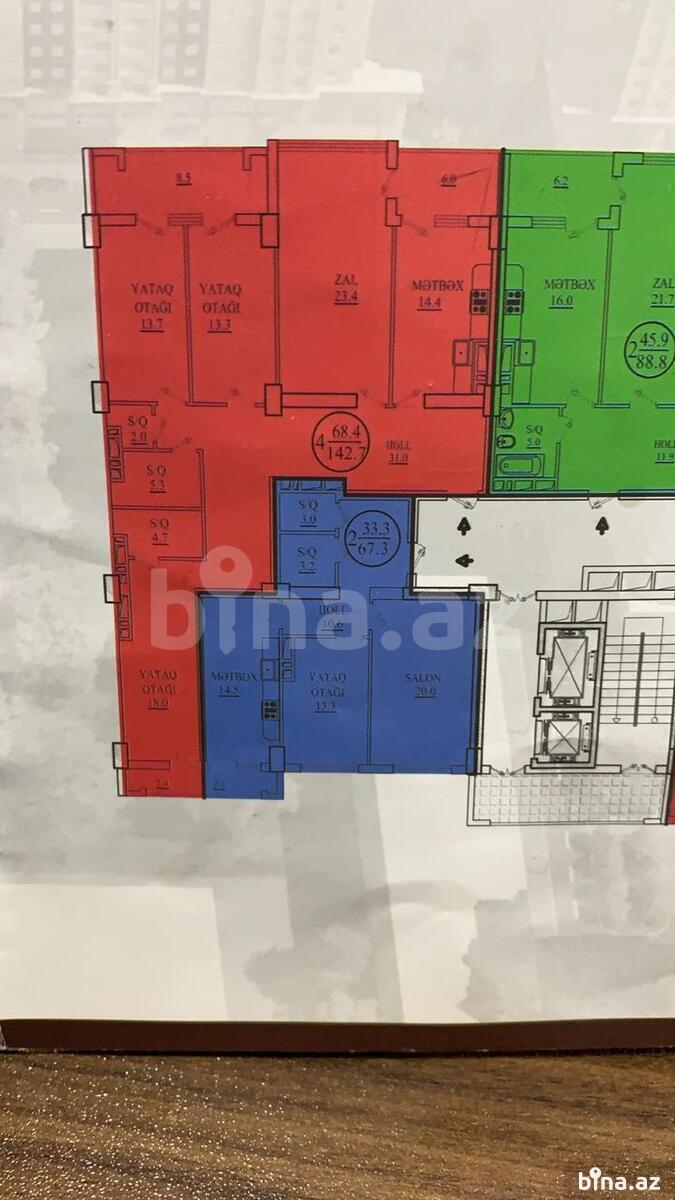 8.5
6.0
6.2
YATAQ
OTAĞI
13.7
YATAQ
OTAĞI
13.3
ZAL
23.4
MƏTBƏX
14.4
MƏTBƏX
16.0
ZAL
21.7
2 45.9
88.8
S/Q
2.0
S/Q
5.3
4 68.4
142.7
HOLL
31.0
S/Q
5.0
HOLL
11.9
S/Q
4.7
S/Q
3.0
S/Q
3.2
2 33.3
67.3
HOLL
10.6
bina.az
YATAQ
OTAĞI
18.0
MƏTBƏX
14.5
YATAQ
OTAĞI
13.3
SALON
20.0
bina.az